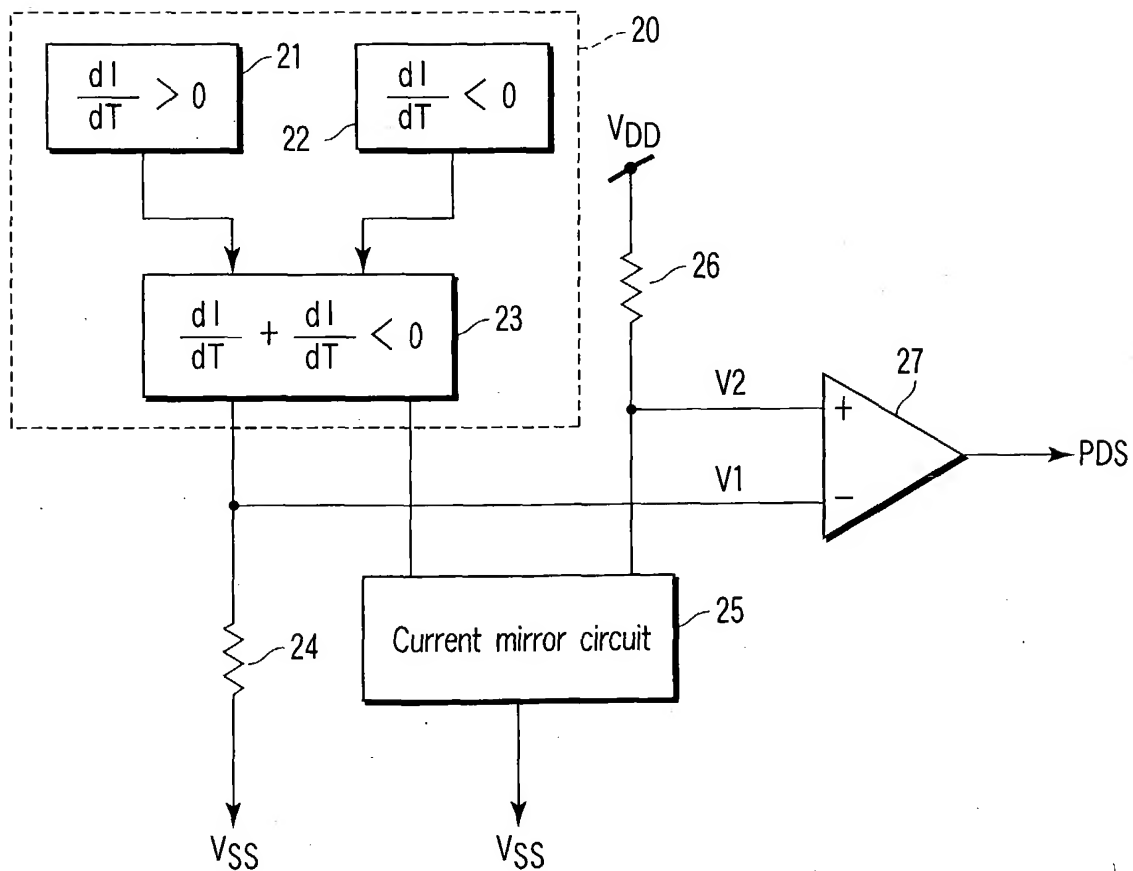 20
21
dI/dT > 0
22
dI/dT < 0
VDD
26
dI/dT + dI/dT < 0
23
27
V2
+
PDS
V1
−
25
Current mirror circuit
24
VSS
VSS